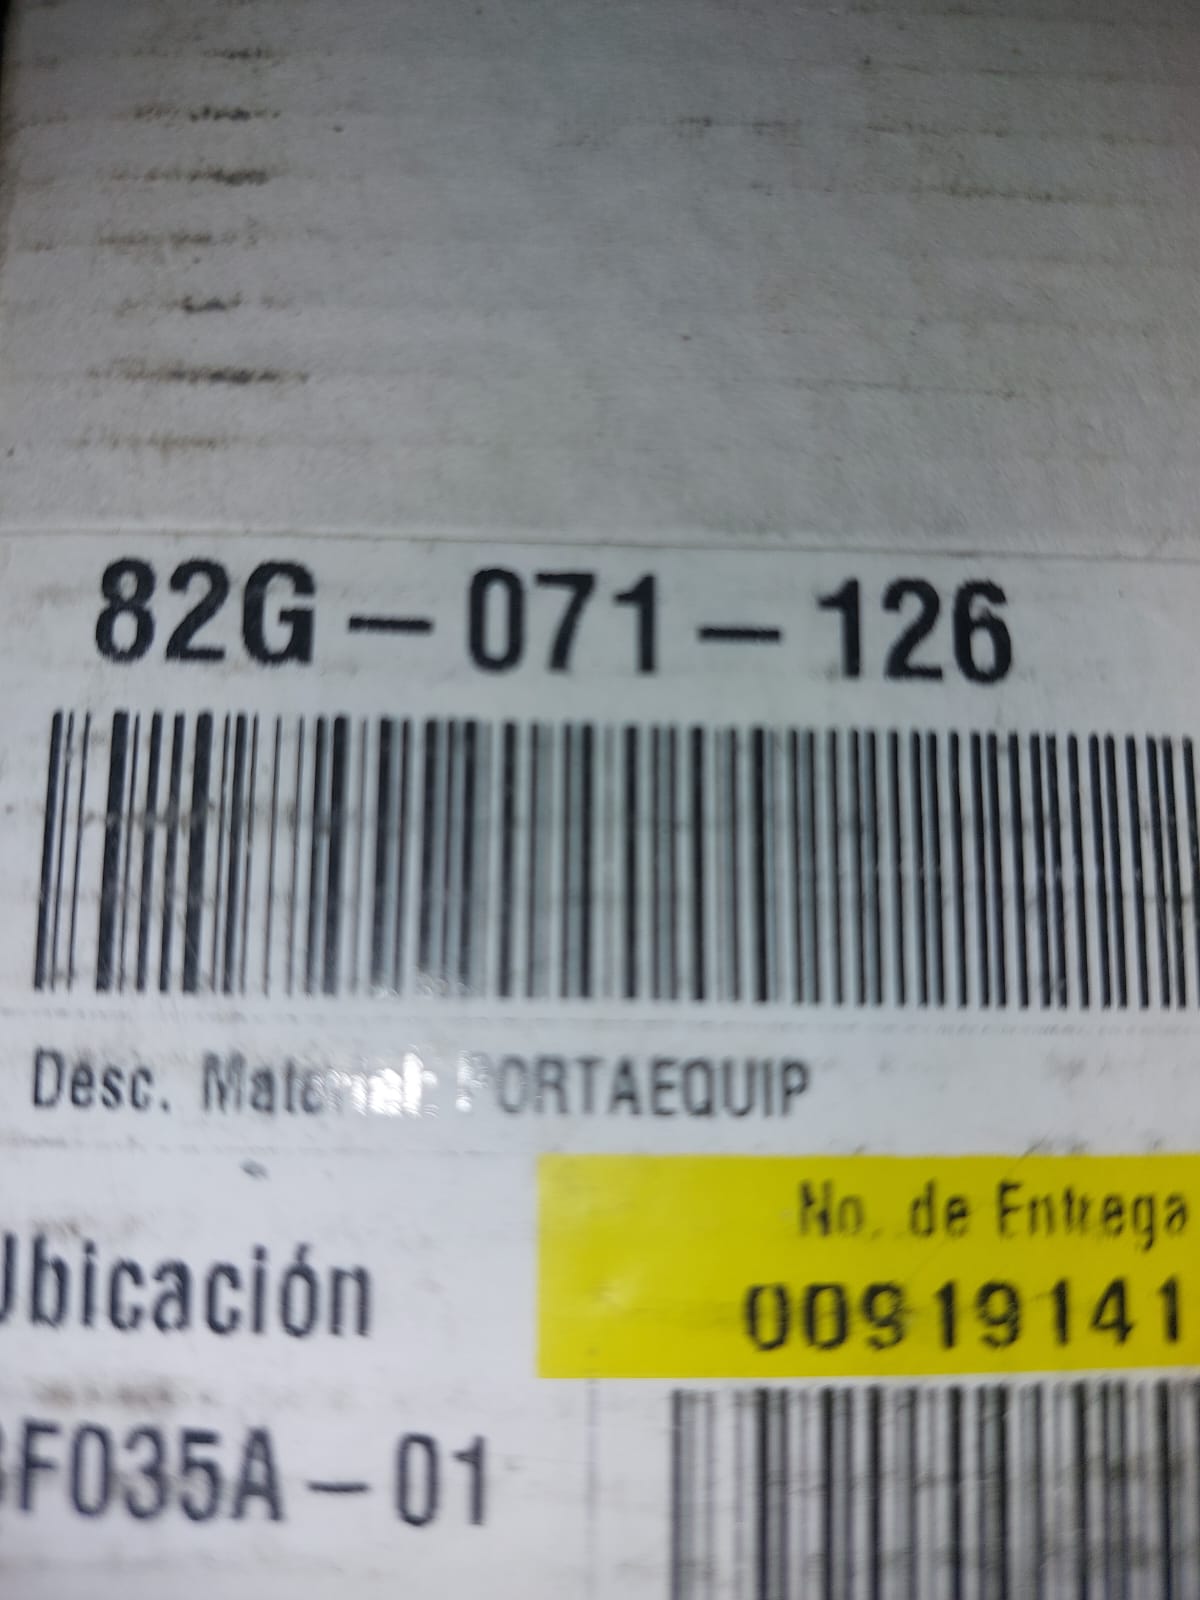 82G-071-126
Desc. Material: PORTAEQUIP
No. de Entrega
00919141
Ubicación
F035A-01